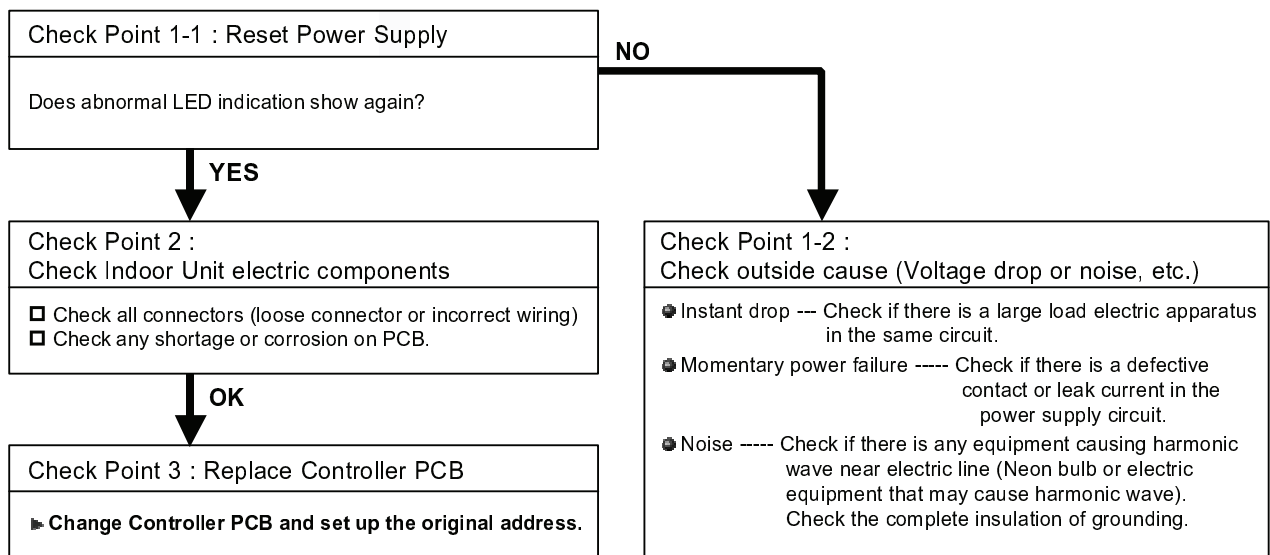 Check Point 1-1 : Reset Power Supply
Does abnormal LED indication show again?
NO
YES
Check Point 2 :
Check Indoor Unit electric components
Check all connectors (loose connector or incorrect wiring)
Check any shortage or corrosion on PCB.
OK
Check Point 3 : Replace Controller PCB
Change Controller PCB and set up the original address.
Check Point 1-2 :
Check outside cause (Voltage drop or noise, etc.)
Instant drop --- Check if there is a large load electric apparatus
in the same circuit.
Momentary power failure ----- Check if there is a defective
contact or leak current in the
power supply circuit.
Noise ----- Check if there is any equipment causing harmonic
wave near electric line (Neon bulb or electric
equipment that may cause harmonic wave).
Check the complete insulation of grounding.